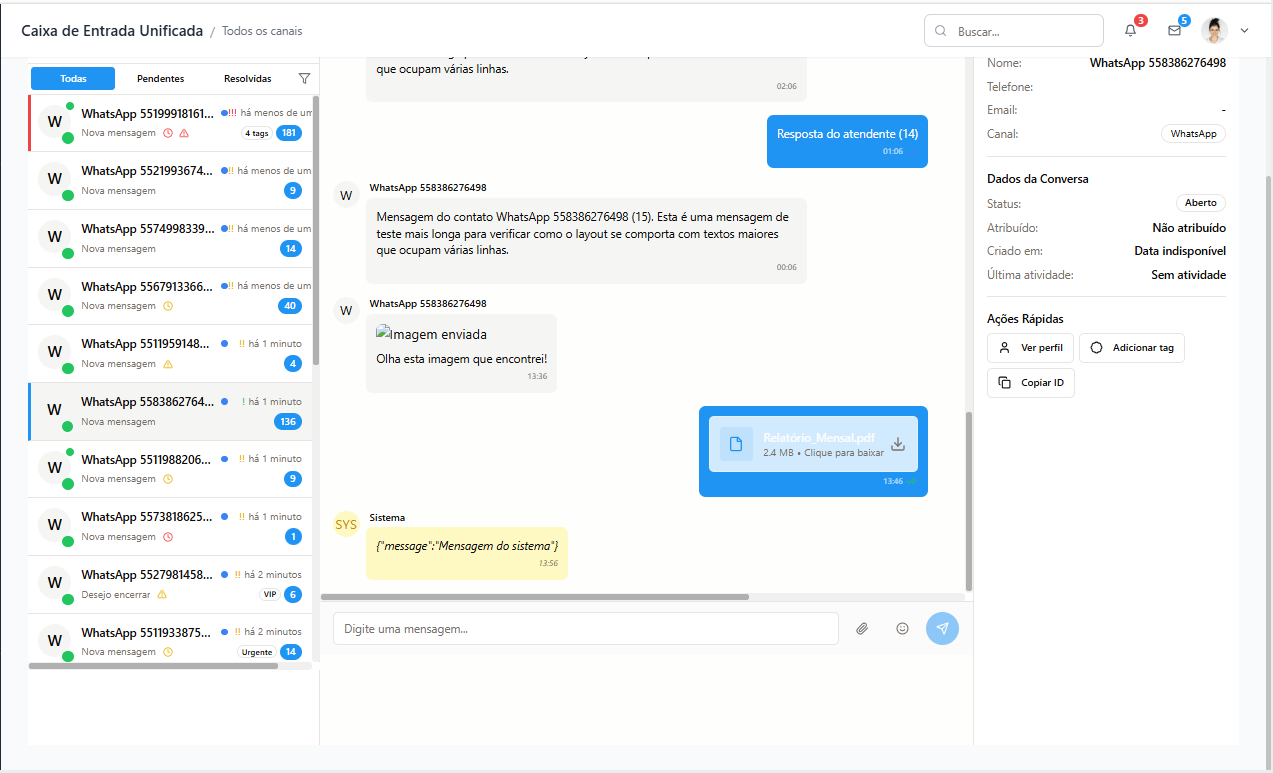 Caixa de Entrada Unificada / Todos os canais
Buscar...
3
5
Todas Pendentes Resolvidas
W
WhatsApp 55199918161... !!! há menos de um
Nova mensagem 4 tags 181
W
WhatsApp 5521993674... !! há menos de um
Nova mensagem 9
W
WhatsApp 5574998339... !! há menos de um
Nova mensagem 14
W
WhatsApp 5567913366... !! há menos de um
Nova mensagem 40
W
WhatsApp 5511959148... !! há 1 minuto
Nova mensagem 4
W
WhatsApp 5583862764... ! há 1 minuto
Nova mensagem 136
W
WhatsApp 5511988206... !! há 1 minuto
Nova mensagem 9
W
WhatsApp 5573818625... !! há 1 minuto
Nova mensagem 1
W
WhatsApp 5527981458... !! há 2 minutos
Desejo encerrar VIP 6
W
WhatsApp 5511933875... !! há 2 minutos
Nova mensagem Urgente 14
que ocupam várias linhas.
02:06
Resposta do atendente (14)
01:06
W
WhatsApp 558386276498
Mensagem do contato WhatsApp 558386276498 (15). Esta é uma mensagem de
teste mais longa para verificar como o layout se comporta com textos maiores
que ocupam várias linhas.
00:06
W
WhatsApp 558386276498
Imagem enviada
Olha esta imagem que encontrei!
13:36
Relatório_Mensal.pdf
2.4 MB • Clique para baixar
13:46
SYS
Sistema
{"message":"Mensagem do sistema"}
13:56
Digite uma mensagem...
Nome: WhatsApp 558386276498
Telefone:
Email: -
Canal: WhatsApp
Dados da Conversa
Status: Aberto
Atribuído: Não atribuído
Criado em: Data indisponível
Última atividade: Sem atividade
Ações Rápidas
Ver perfil Adicionar tag
Copiar ID